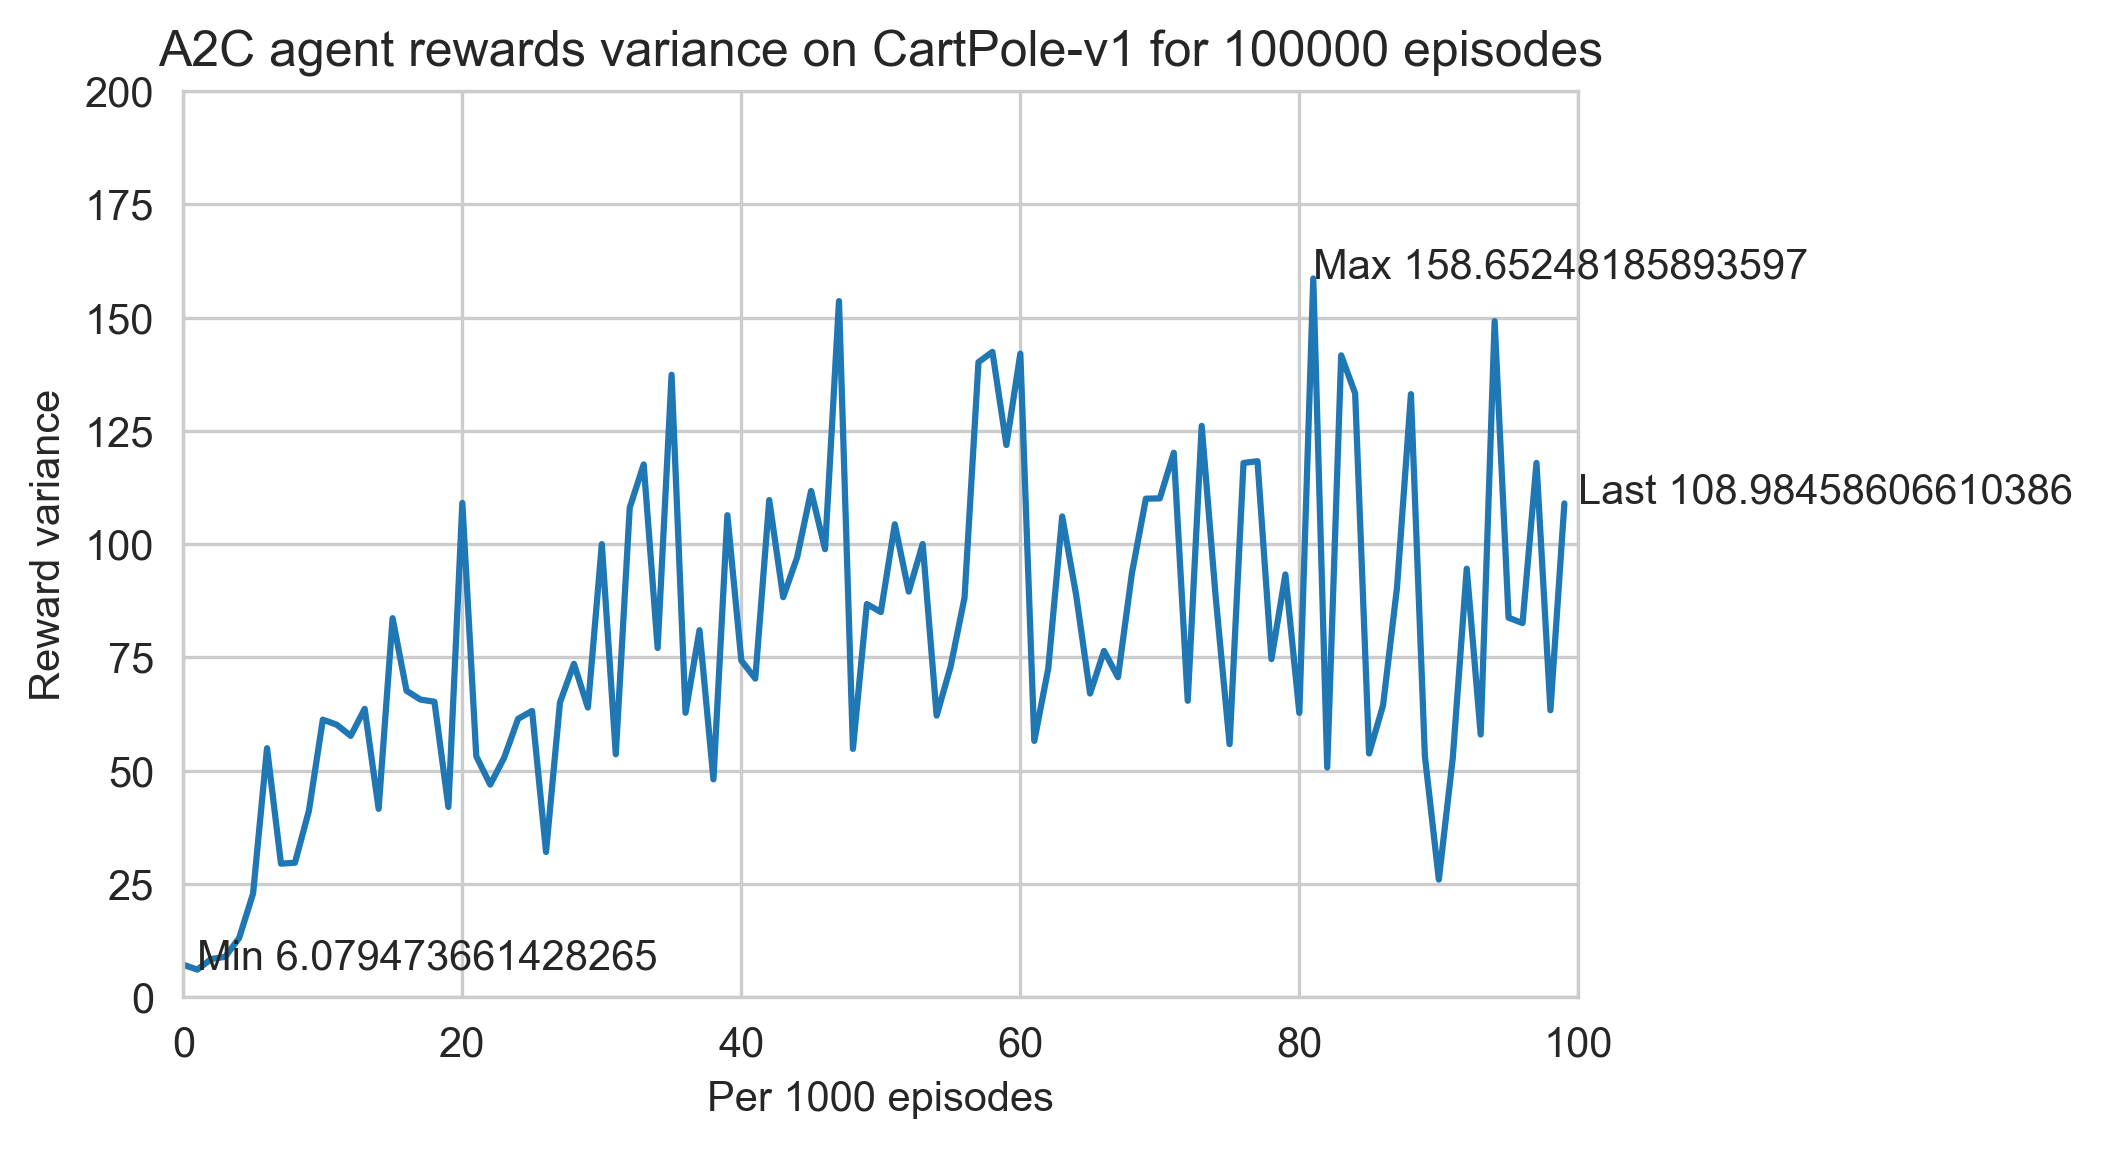 A2C agent rewards variance on CartPole-v1 for 100000 episodes
200
175
150
125
100
75
50
25
0
Reward variance
Max 158.65248185893597
Last 108.98458606610386
Min 6.0794736614282​65
0 20 40 60 80 100
Per 1000 episodes